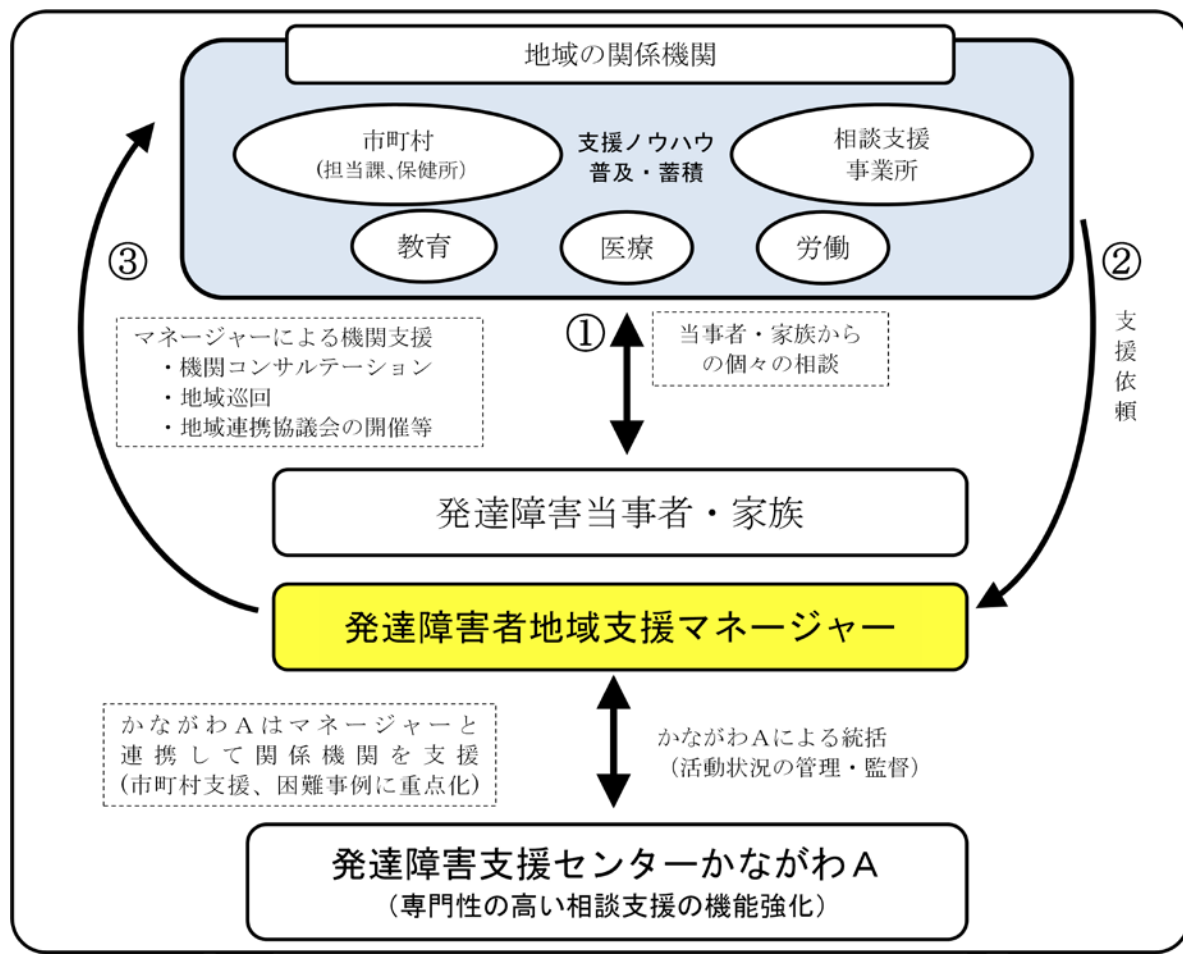 地域の関係機関
市町村
(担当課、保健所)
支援ノウハウ
普及・蓄積
相談支援
事業所
教育
医療
労働
③
①
②
マネージャーによる機関支援
・機関コンサルテーション
・地域巡回
・地域連携協議会の開催等
当事者・家族から
の個々の相談
支援依頼
発達障害当事者・家族
発達障害者地域支援マネージャー
かながわAはマネージャーと
連携して関係機関を支援
(市町村支援、困難事例に重点化)
かながわAによる統括
（活動状況の管理・監督）
発達障害支援センターかながわA
（専門性の高い相談支援の機能強化）